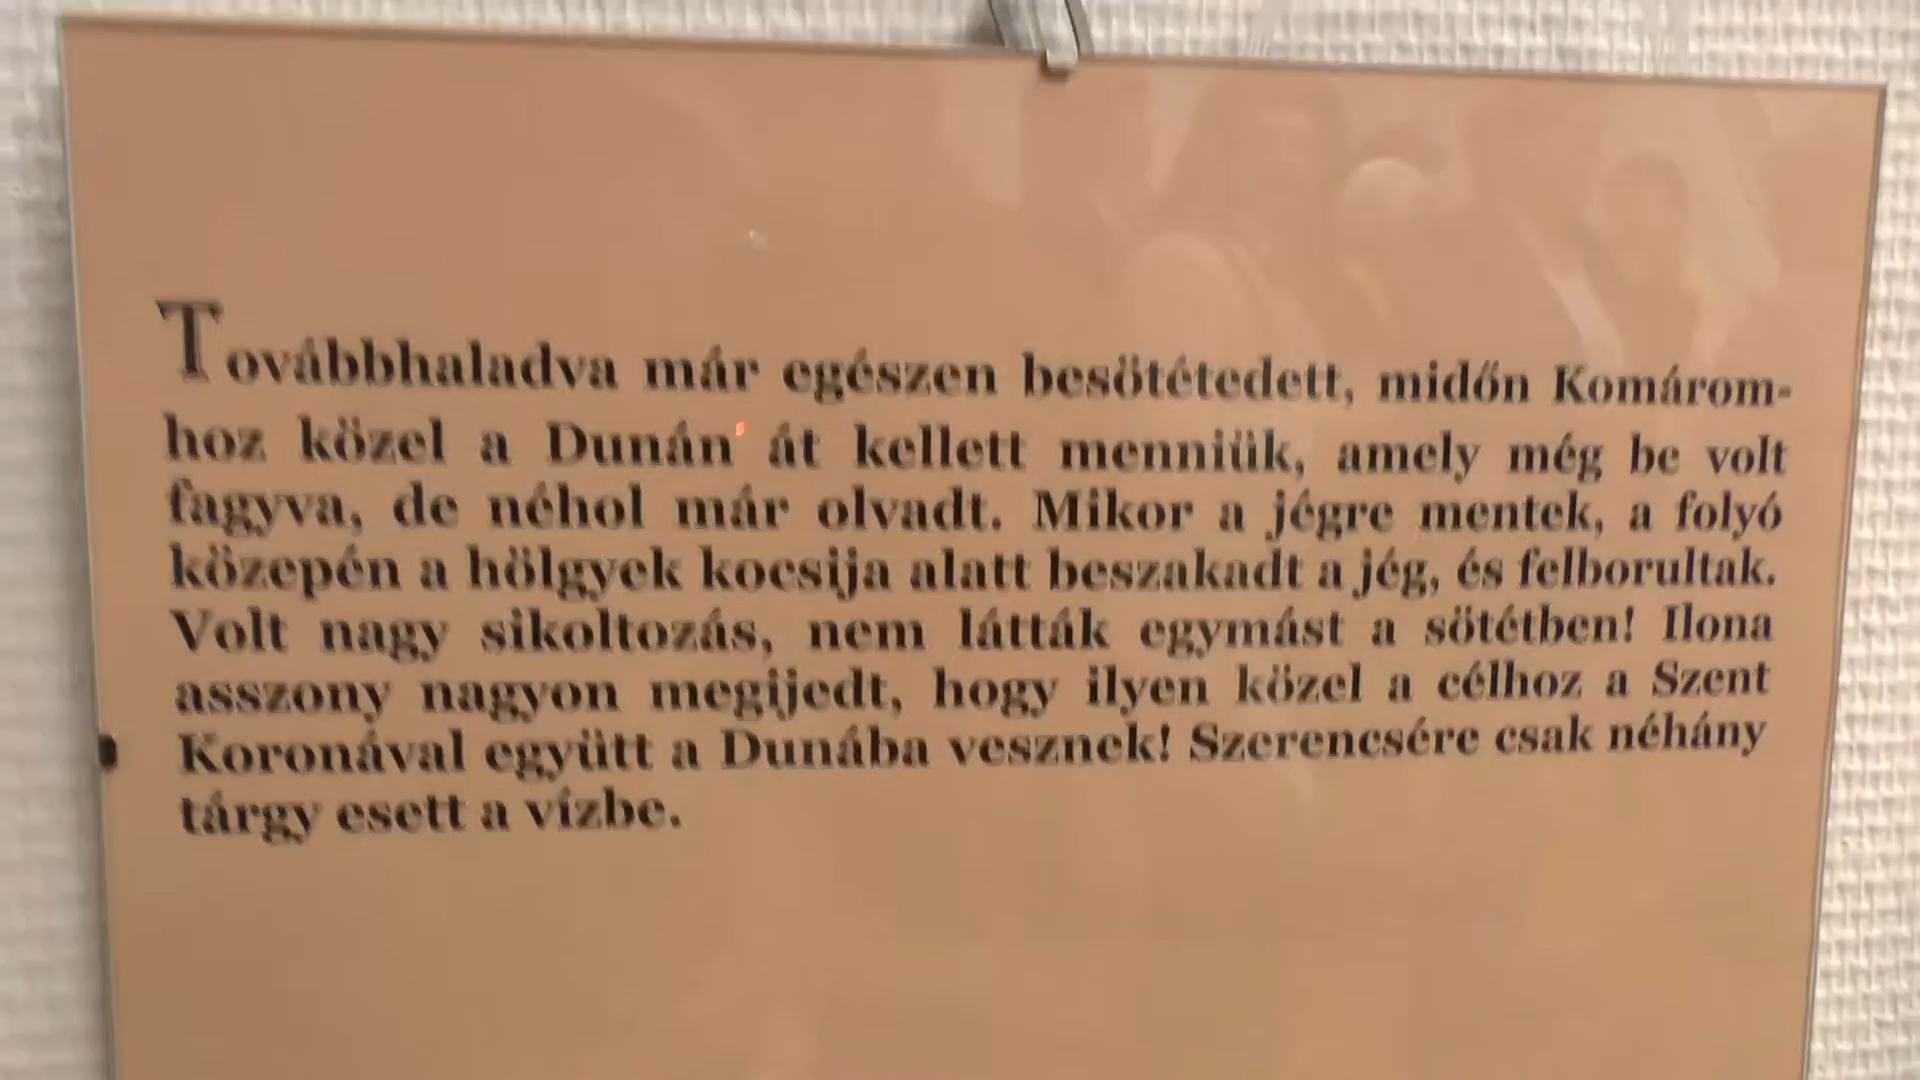 Továbbhaladva már egészen besötétedett, midőn Komárom-
hoz közel a Dunán át kellett menniük, amely még be volt
fagyva, de néhol már olvadt. Mikor a jégre mentek, a folyó
közepén a hölgyek kocsija alatt beszakadt a jég, és felborultak.
Volt nagy sikoltozás, nem látták egymást a sötétben! Ilona
asszony nagyon megijedt, hogy ilyen közel a célhoz a Szent
Koronával együtt a Dunába vesznek! Szerencsére csak néhány
tárgy esett a vízbe.